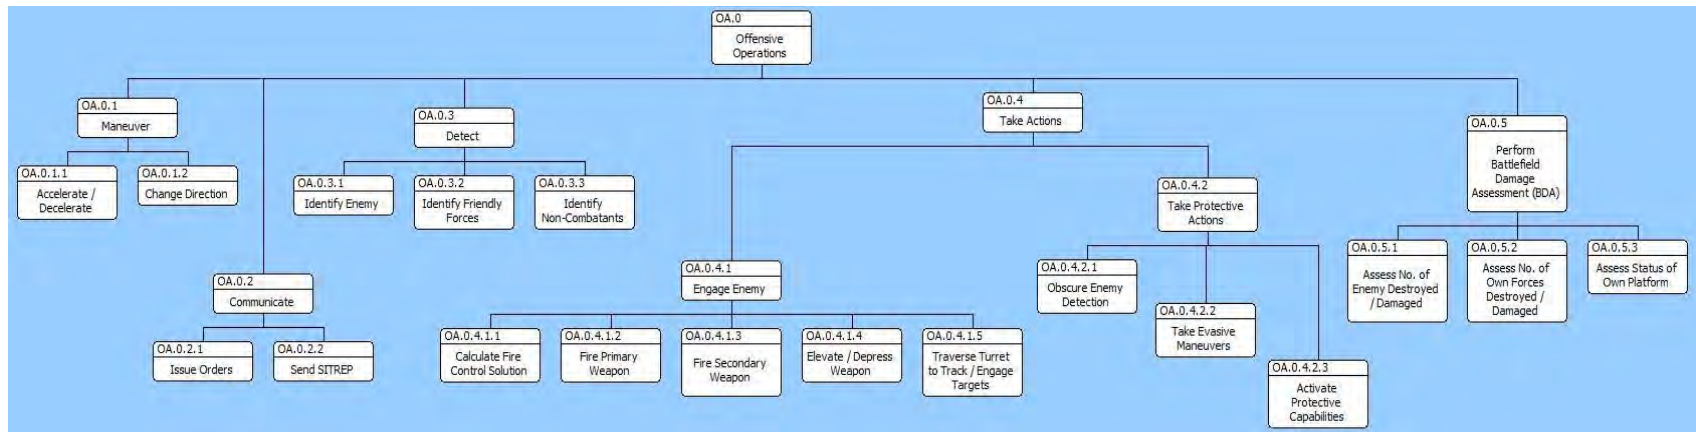 OA.0
Offensive
Operations
OA.0.1
Maneuver
OA.0.1.1
Accelerate /
Decelerate
OA.0.1.2
Change Direction
OA.0.2
Communicate
OA.0.2.1
Issue Orders
OA.0.2.2
Send SITREP
OA.0.3
Detect
OA.0.3.1
Identify Enemy
OA.0.3.2
Identify Friendly
Forces
OA.0.3.3
Identify
Non-Combatants
OA.0.4
Take Actions
OA.0.4.1
Engage Enemy
OA.0.4.1.1
Calculate Fire
Control Solution
OA.0.4.1.2
Fire Primary
Weapon
OA.0.4.1.3
Fire Secondary
Weapon
OA.0.4.1.4
Elevate / Depress
Weapon
OA.0.4.1.5
Traverse Turret
to Track / Engage
Targets
OA.0.4.2
Take Protective
Actions
OA.0.4.2.1
Obscure Enemy
Detection
OA.0.4.2.2
Take Evasive
Maneuvers
OA.0.4.2.3
Activate
Protective
Capabilities
OA.0.5
Perform
Battlefield
Damage
Assessment (BDA)
OA.0.5.1
Assess No. of
Enemy Destroyed
/ Damaged
OA.0.5.2
Assess No. of
Own Forces
Destroyed /
Damaged
OA.0.5.3
Assess Status of
Own Platform